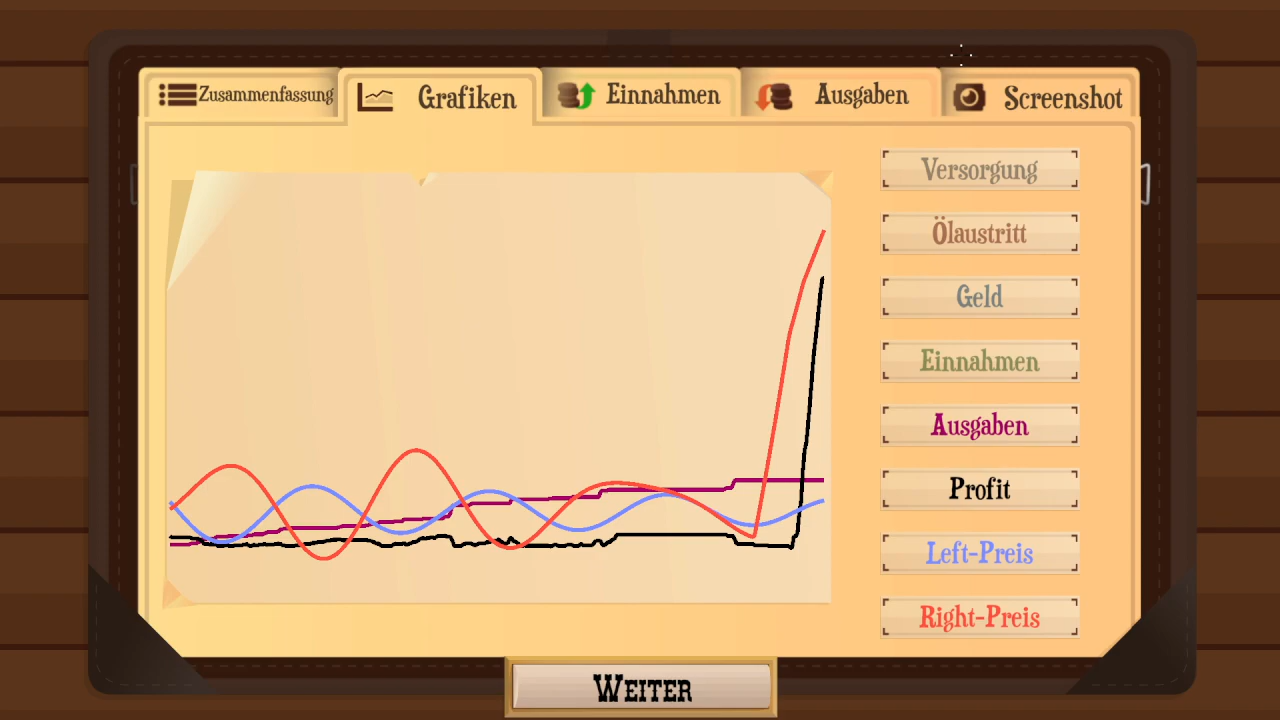 Zusammenfassung
Grafiken
Einnahmen
Ausgaben
Screenshot
Versorgung
Ölaustritt
Geld
Einnahmen
Ausgaben
Profit
Left-Preis
Right-Preis
Weiter